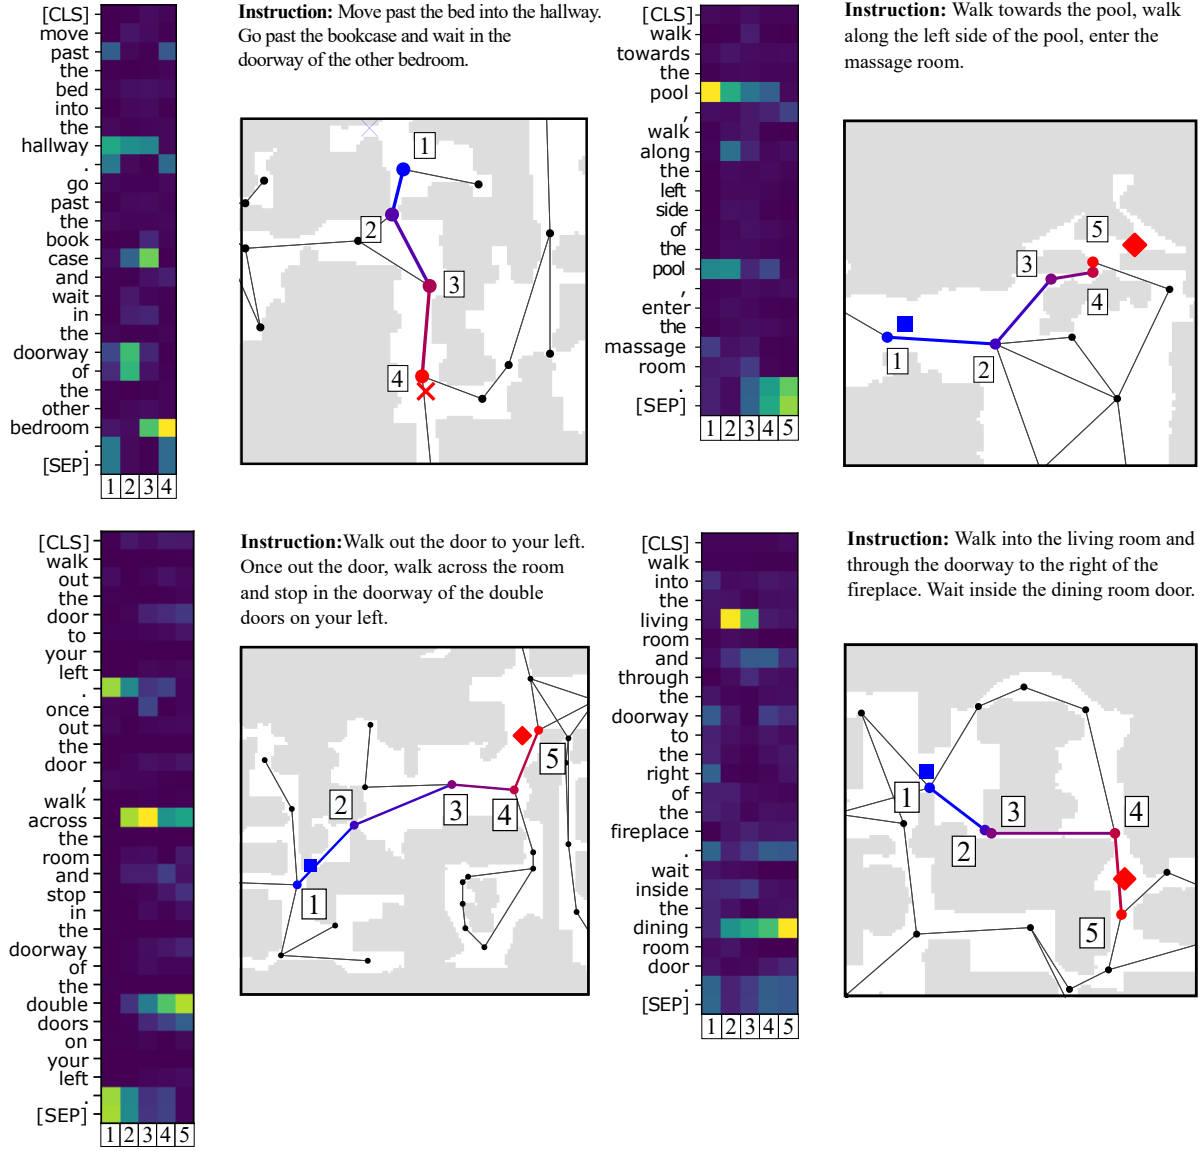 [CLS]
move
past
the
bed
into
the
hallway
.
go
past
the
book
case
and
wait
in
the
doorway
of
the
other
bedroom
.
[SEP]
1 2 3 4
Instruction: Move past the bed into the hallway.
Go past the bookcase and wait in the
doorway of the other bedroom.
1
2
3
4
[CLS]
walk
towards
the
pool
,
walk
along
the
left
side
of
the
pool
,
enter
the
massage
room
.
[SEP]
1 2 3 4 5
Instruction: Walk towards the pool, walk
along the left side of the pool, enter the
massage room.
5
3
4
1
2
[CLS]
walk
out
the
door
to
your
left
.
once
out
the
door
,
walk
across
the
room
and
stop
in
the
doorway
of
the
double
doors
on
your
left
.
[SEP]
1 2 3 4 5
Instruction:Walk out the door to your left.
Once out the door, walk across the room
and stop in the doorway of the double
doors on your left.
5
2
3
4
1
[CLS]
walk
into
the
living
room
and
through
the
doorway
to
the
right
of
the
fireplace
.
wait
inside
the
dining
room
door
.
[SEP]
1 2 3 4 5
Instruction: Walk into the living room and
through the doorway to the right of the
fireplace. Wait inside the dining room door.
1
3
4
2
5